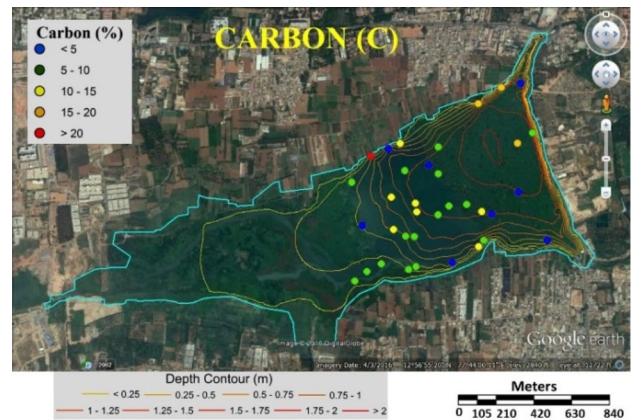 CARBON (C)
Carbon (%)
< 5
5 - 10
10 - 15
15 - 20
> 20
Google earth
Depth Contour (m)
< 0.25 0.25 - 0.5 0.5 - 0.75 0.75 - 1
1 - 1.25 1.25 - 1.5 1.5 - 1.75 1.75 - 2 > 2
Meters
0 105 210 420 630 840